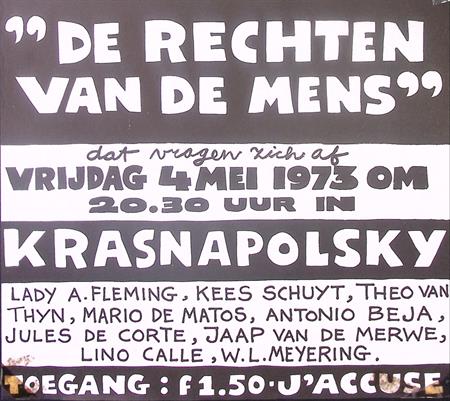 ”DE RECHTEN
VAN DE MENS”
dat vragen zich af
VRIJDAG 4 MEI 1973 OM
20.30 UUR IN
KRASNAPOLSKY
LADY A. FLEMING, KEES SCHUYT, THEO VAN
THYN, MARIO DE MATOS, ANTONIO BEJA,
JULES DE CORTE, JAAP VAN DE MERWE,
LINO CALLE, W.L. MEYERING.
TOEGANG : F 1.50 · J'ACCUSE